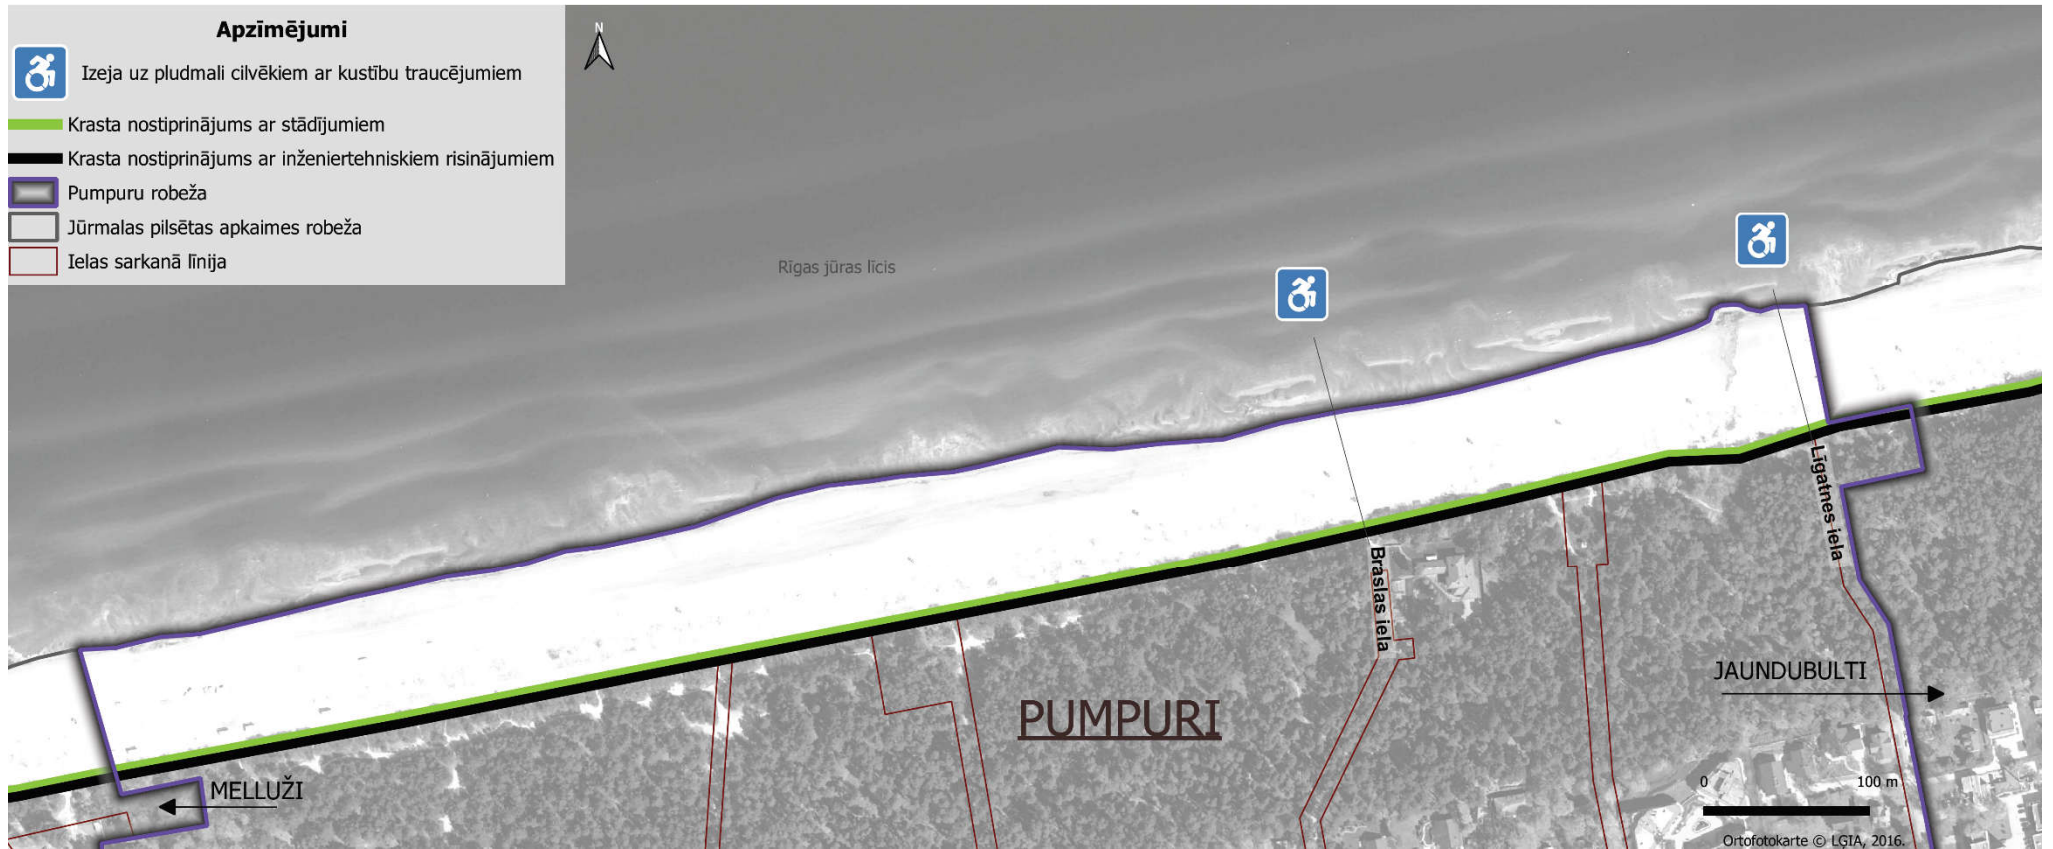 Apzīmējumi
Izeja uz pludmali cilvēkiem ar kustību traucējumiem
Krasta nostiprinājums ar stādījumiem
Krasta nostiprinājums ar inženiertehniskiem risinājumiem
Pumpuru robeža
Jūrmalas pilsētas apkaimes robeža
Ielas sarkanā līnija
N
Rīgas jūras līcis
Līgatnes iela
Braslas iela
JAUNDUBULTI
PUMPURI
MELLUŽI
0 100 m
Ortofotokarte © LĢIA, 2016.